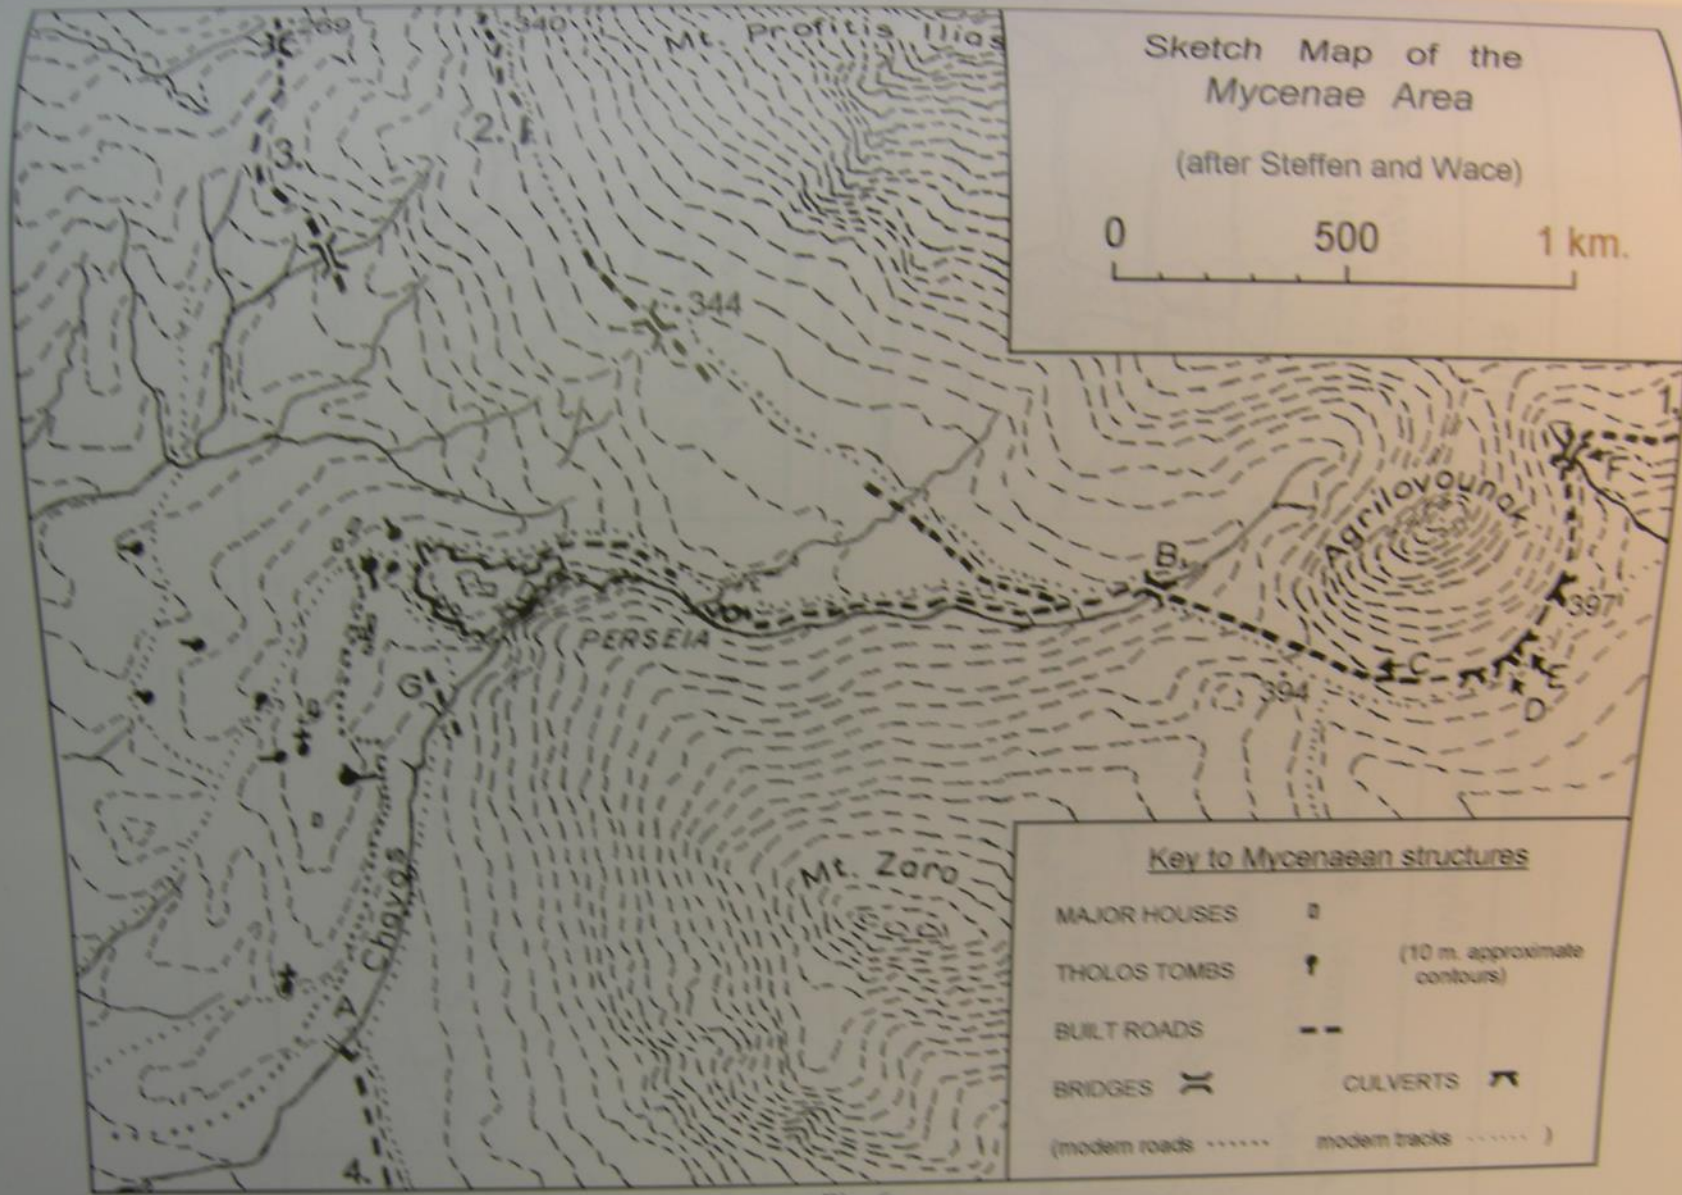 369
340
Mt. Profitis Ilias
Sketch Map of the
Mycenae Area
(after Steffen and Wace)
0 500 1 km.
2.
3.
344
1.
F
Agrilovounak
B.
397
PERSEIA
C
E
D
394
G
Chavos
Mt. Zara
A
4.
Key to Mycenaean structures
MAJOR HOUSES
THOLOS TOMBS
(10 m. approximate
contours)
BUILT ROADS
BRIDGES
CULVERTS
(modern roads ...... modern tracks ...... )